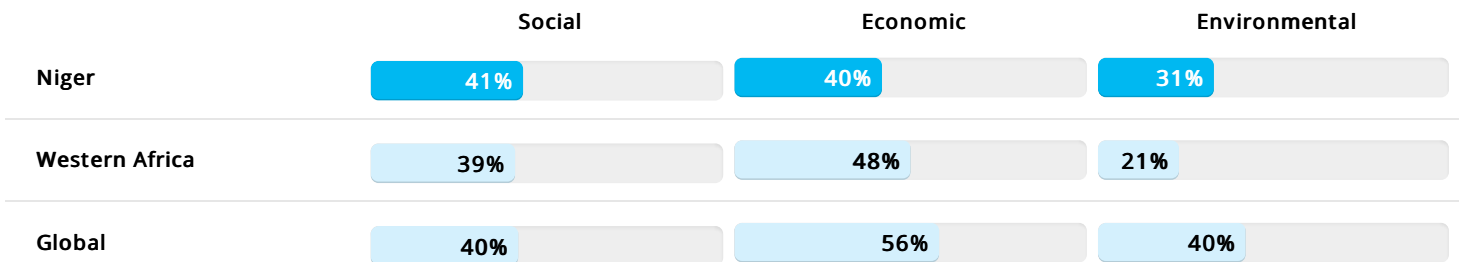 Social Economic Environmental
Niger 41% 40% 31%
Western Africa 39% 48% 21%
Global 40% 56% 40%